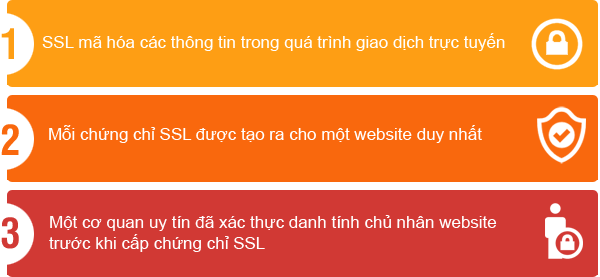 1
SSL mã hóa các thông tin trong quá trình giao dịch trực tuyến
2
Mỗi chứng chỉ SSL được tạo ra cho một website duy nhất
3
Một cơ quan uy tín đã xác thực danh tính chủ nhân website
trước khi cấp chứng chỉ SSL